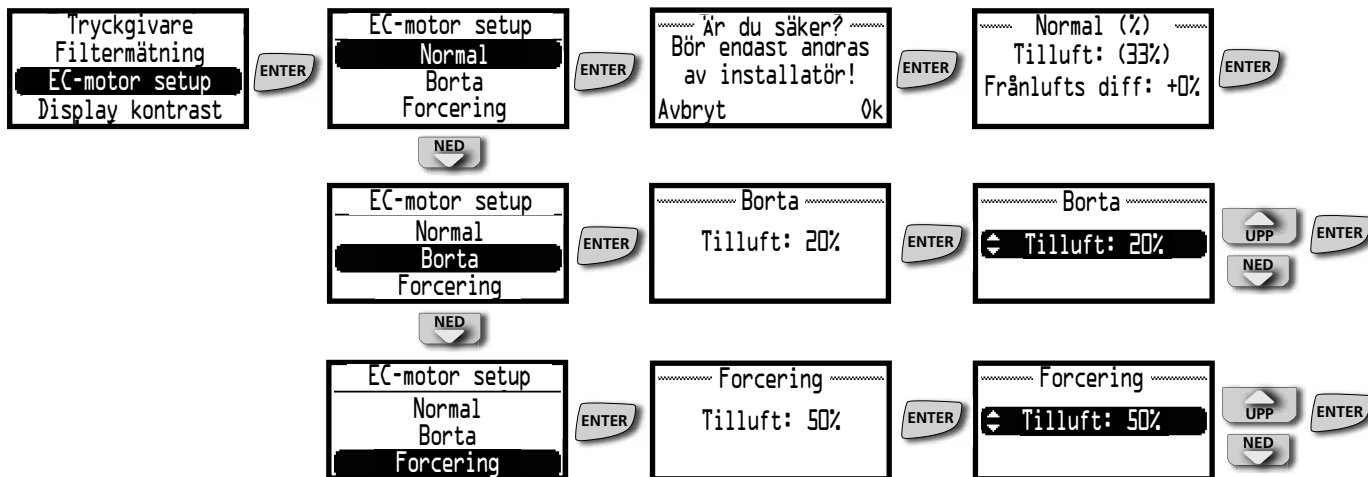 Tryckgivare
Filtermätning
EC-motor setup
Display kontrast
ENTER
EC-motor setup
Normal
Borta
Forcering
ENTER
Är du säker?
Bör endast ändras
av installatör!
Avbryt Ok
ENTER
Normal (%)
Tilluft: (33%)
Frånlufts diff: +0%
ENTER
NED
EC-motor setup
Normal
Borta
Forcering
ENTER
Borta
Tilluft: 20%
ENTER
Borta
Tilluft: 20%
UPP
NED
ENTER
NED
EC-motor setup
Normal
Borta
Forcering
ENTER
Forcering
Tilluft: 50%
ENTER
Forcering
Tilluft: 50%
UPP
NED
ENTER